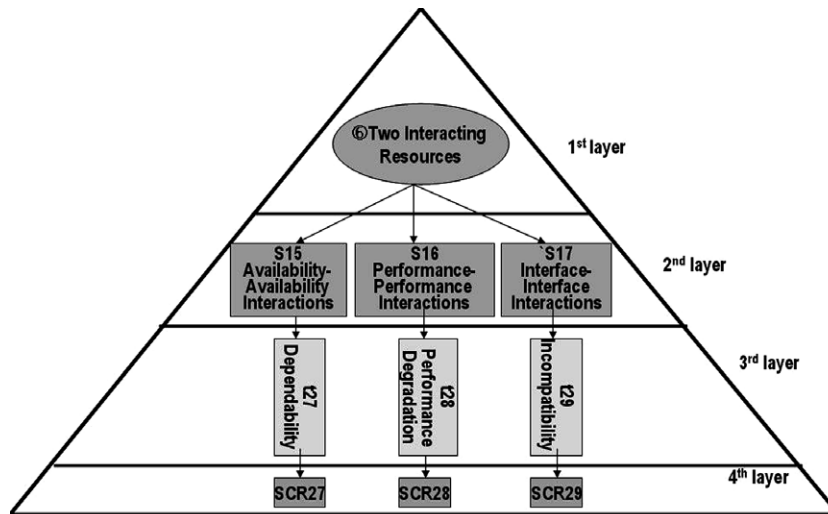 ⑥Two Interacting
Resources
1st layer
S15
Availability-
Availability
Interactions
S16
Performance-
Performance
Interactions
`S17
Interface-
Interface
Interactions
2nd layer
t27
Dependability
t28
Performance
Degradation
t29
Incompatibility
3rd layer
SCR27
SCR28
SCR29
4th layer